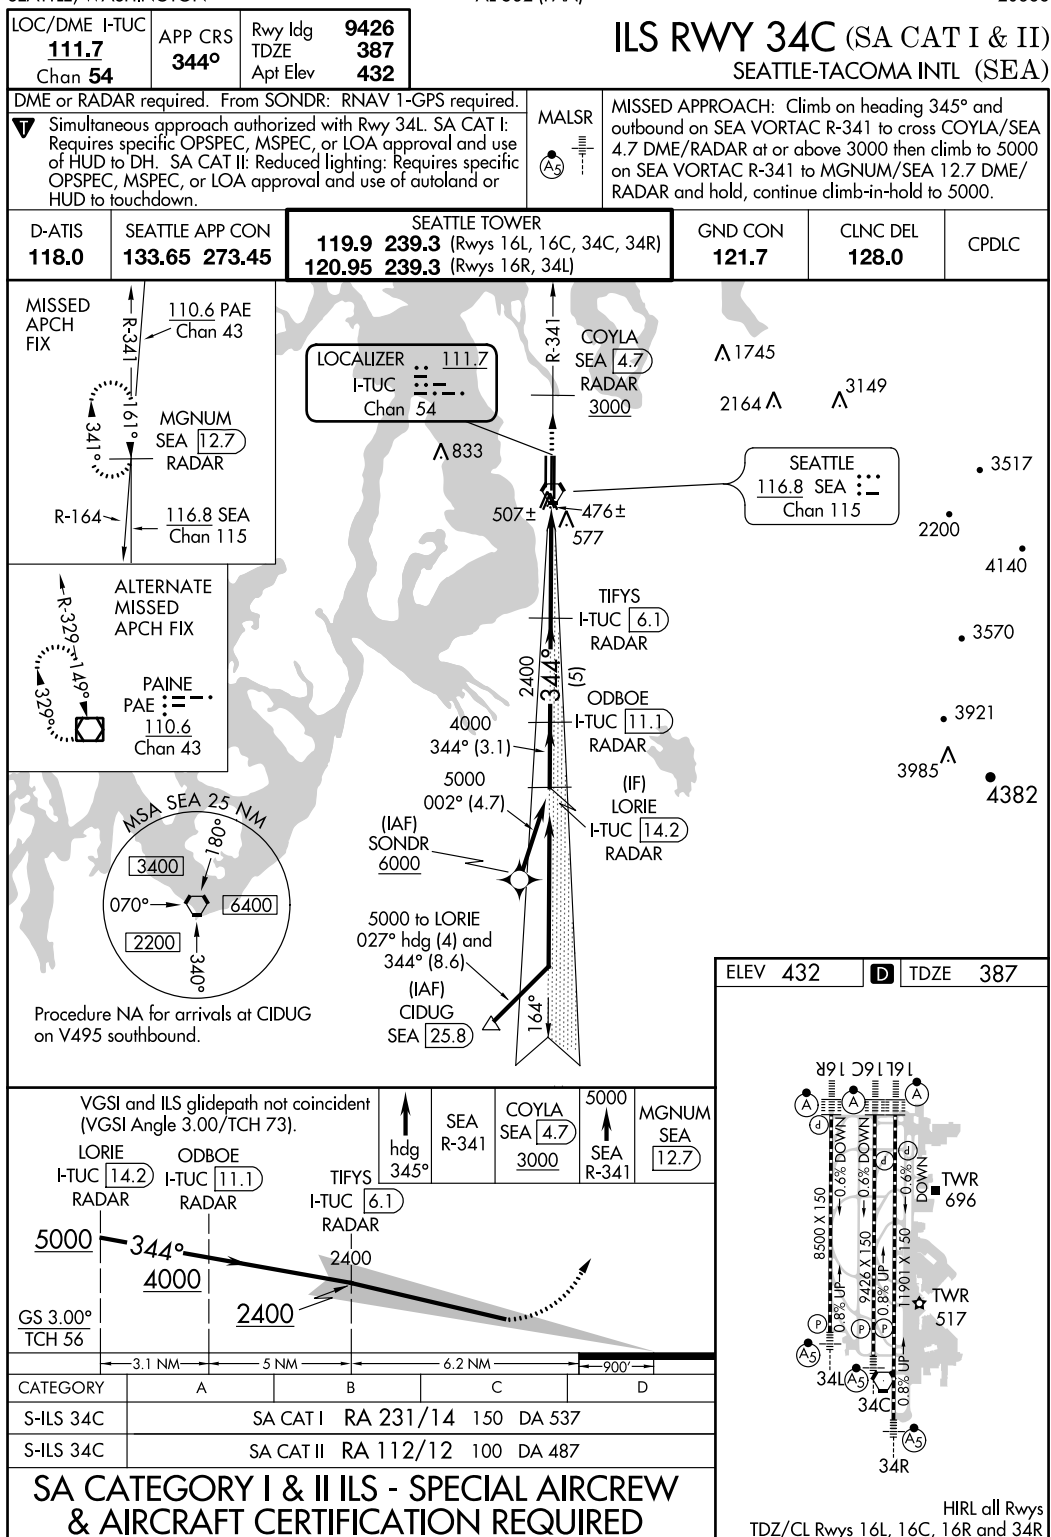 LOC/DME I-TUC
111.7
Chan 54
APP CRS
344°
Rwy ldg 9426
TDZE 387
Apt Elev 432
ILS RWY 34C (SA CAT I & II)
SEATTLE-TACOMA INTL (SEA)
DME or RADAR required. From SONDR: RNAV 1-GPS required.
T Simultaneous approach authorized with Rwy 34L. SA CAT I:
Requires specific OPSPEC, MSPEC, or LOA approval and use
of HUD to DH. SA CAT II: Reduced lighting: Requires specific
OPSPEC, MSPEC, or LOA approval and use of autoland or
HUD to touchdown.
MALSR
A5
MISSED APPROACH: Climb on heading 345° and
outbound on SEA VORTAC R-341 to cross COYLA/SEA
4.7 DME/RADAR at or above 3000 then climb to 5000
on SEA VORTAC R-341 to MGNUM/SEA 12.7 DME/
RADAR and hold, continue climb-in-hold to 5000.
D-ATIS
118.0
SEATTLE APP CON
133.65 273.45
SEATTLE TOWER
119.9 239.3 (Rwys 16L, 16C, 34C, 34R)
120.95 239.3 (Rwys 16R, 34L)
GND CON
121.7
CLNC DEL
128.0
CPDLC
MISSED
APCH
FIX
R-341
110.6 PAE
Chan 43
161°
341°
MGNUM
SEA 12.7
RADAR
R-164
116.8 SEA
Chan 115
ALTERNATE
MISSED
APCH FIX
R-329
149°
329°
PAINE
PAE
110.6
Chan 43
LOCALIZER 111.7
I-TUC
Chan 54
R-341
COYLA
SEA 4.7
RADAR
3000
1745
2164
3149
833
SEATTLE
116.8 SEA
Chan 115
3517
2200
4140
507±
476±
577
TIFYS
I-TUC 6.1
RADAR
3570
2400
344°
(5)
ODBOE
I-TUC 11.1
RADAR
4000
344° (3.1)
3921
3985
4382
5000
002° (4.7)
(IF)
LORIE
I-TUC 14.2
RADAR
(IAF)
SONDR
6000
5000 to LORIE
027° hdg (4) and
344° (8.6)
(IAF)
CIDUG
SEA 25.8
164°
MSA SEA 25 NM
180°
3400
070°
6400
2200
340°
Procedure NA for arrivals at CIDUG
on V495 southbound.
ELEV 432
D
TDZE 387
16R
16C
16L
A
A
A
P
P
P
0.6% DOWN
0.6% DOWN
0.6% DOWN
8500 X 150
9426 X 150
11901 X 150
TWR
696
TWR
517
0.8% UP
0.8% UP
0.8% UP
P
P
P
A5
34L
A5
34C
A5
34R
HIRL all Rwys
TDZ/CL Rwys 16L, 16C, 16R and 34R
VGSI and ILS glidepath not coincident
(VGSI Angle 3.00/TCH 73).
hdg
345°
SEA
R-341
COYLA
SEA 4.7
3000
5000
SEA
R-341
MGNUM
SEA
12.7
LORIE
I-TUC 14.2
RADAR
ODBOE
I-TUC 11.1
RADAR
TIFYS
I-TUC 6.1
RADAR
5000
344°
4000
2400
2400
GS 3.00°
TCH 56
3.1 NM
5 NM
6.2 NM
900'
CATEGORY A B C D
S-ILS 34C SA CAT I RA 231/14 150 DA 537
S-ILS 34C SA CAT II RA 112/12 100 DA 487
SA CATEGORY I & II ILS - SPECIAL AIRCREW
& AIRCRAFT CERTIFICATION REQUIRED